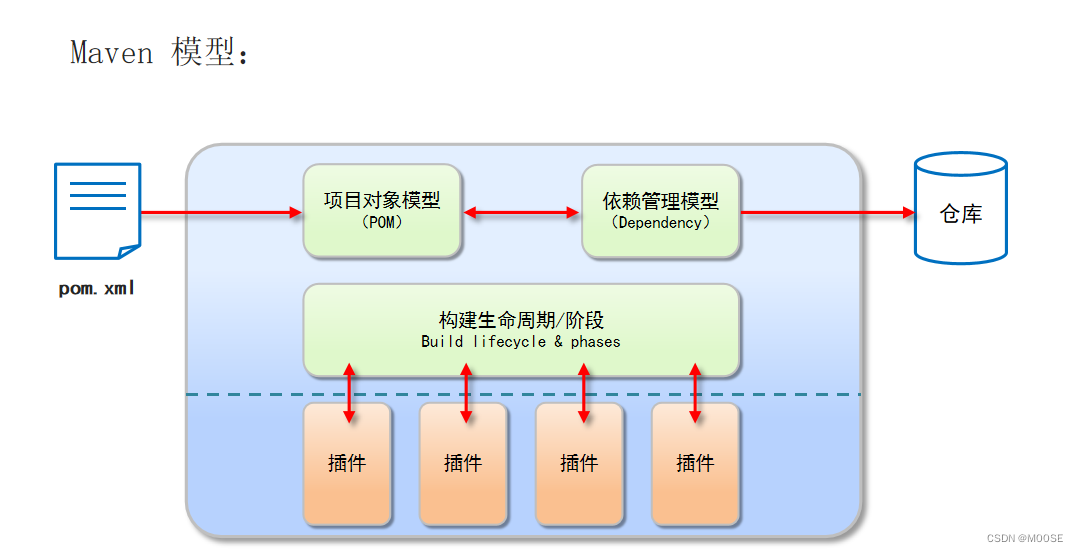 Maven 模型：
项目对象模型
（POM）
依赖管理模型
（Dependency）
仓库
pom.xml
构建生命周期/阶段
Build lifecycle & phases
插件
插件
插件
插件
CSDN @M00SE